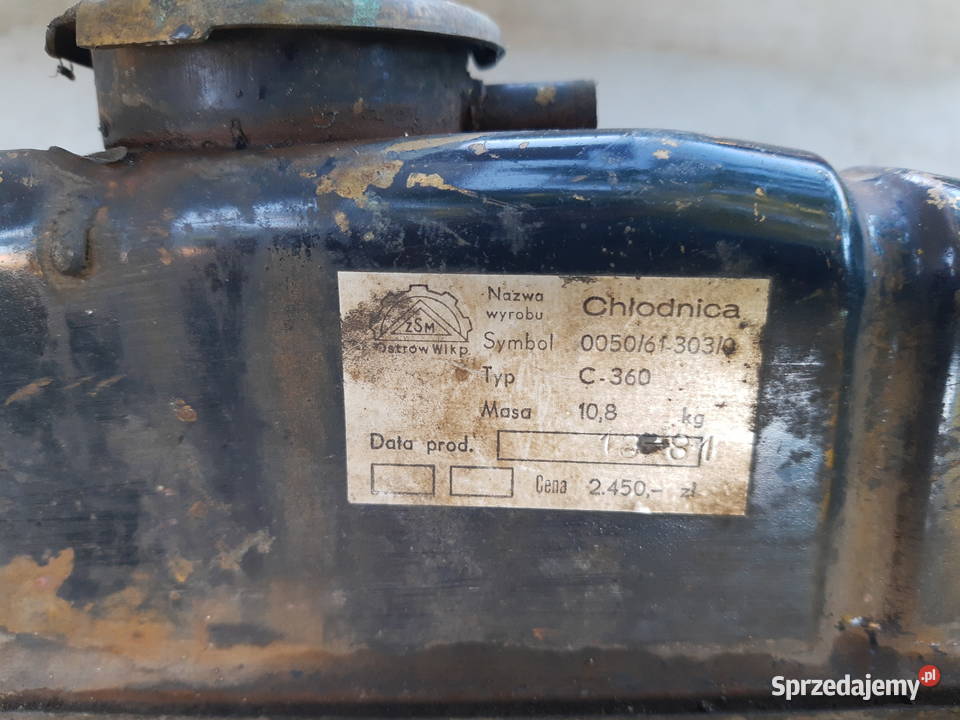 ZSM
Ostrów Wlkp.
Nazwa wyrobu Chłodnica
Symbol 0050/61-303/0
Typ C-360
Masa 10,8 kg
Data prod. 81
Cena 2.450,- zł
Sprzedajemy.pl